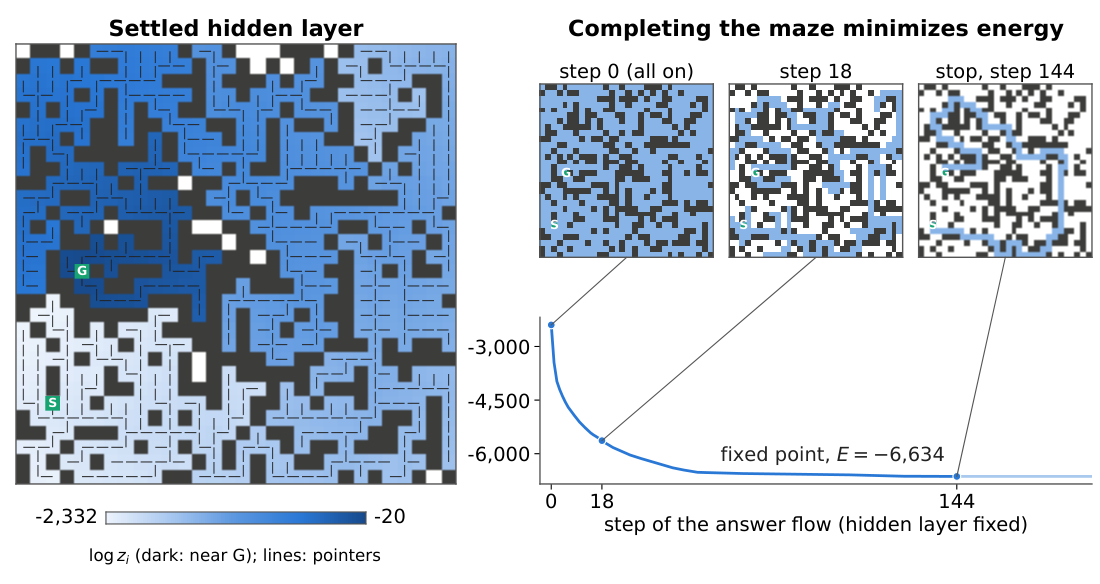 Settled hidden layer
G
S
-2,332
-20
log z_i (dark: near G); lines: pointers
Completing the maze minimizes energy
step 0 (all on)
step 18
stop, step 144
G
G
G
S
S
S
-3,000
-4,500
-6,000
fixed point, E = −6,634
0
18
144
step of the answer flow (hidden layer fixed)